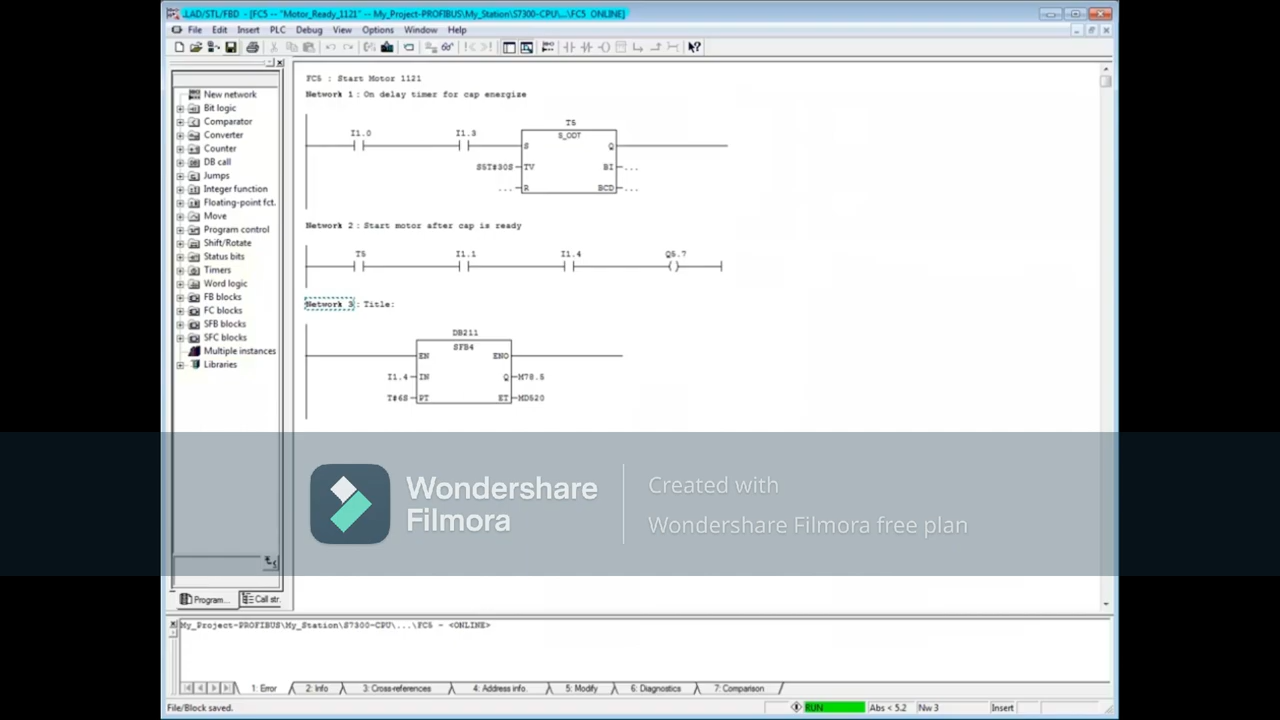 LAD/STL/FBD - [FC5 -- "Motor_Ready_1121" -- My_Project-PROFIBUS\My_Station\S7300-CPU\...\FC5 ONLINE]
File Edit Insert PLC Debug View Options Window Help
New network
Bit logic
Comparator
Converter
Counter
DB call
Jumps
Integer function
Floating-point fct.
Move
Program control
Shift/Rotate
Status bits
Timers
Word logic
FB blocks
FC blocks
SFB blocks
SFC blocks
Multiple instances
Libraries
Program... Call str.
FC5 : Start Motor 1121
Network 1 : On delay timer for cap energize
T5
I1.0 I1.3 S_ODT
S Q
S5T#30S TV BI ...
... R BCD ...
Network 2 : Start motor after cap is ready
T5 I1.1 I1.4 Q5.7
Network 3 : Title:
DB211
SFB4
EN ENO
I1.4 IN Q M78.5
T#6S PT ET MD520
Wondershare
Filmora
Created with
Wondershare Filmora free plan
My_Project-PROFIBUS\My_Station\S7300-CPU\...\FC5 - <ONLINE>
1: Error 2: Info 3: Cross-references 4: Address info. 5: Modify 6: Diagnostics 7: Comparison
File/Block saved. RUN Abs < 5.2 Nw 3 Insert